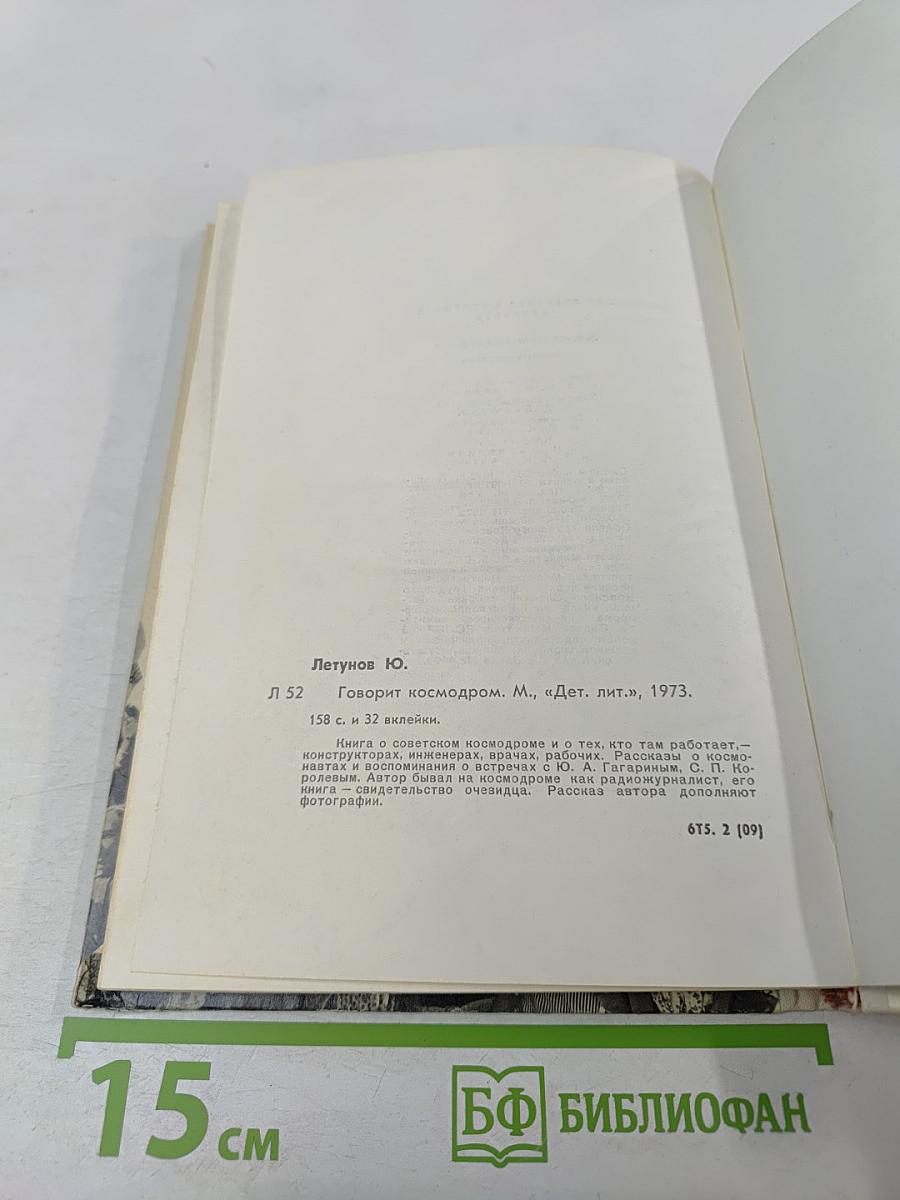 Летунов Ю.
Л 52 Говорит космодром. М., «Дет. лит.», 1973.
158 с. и 32 вклейки.
Книга о советском космодроме и о тех, кто там работает,—
конструкторах, инженерах, врачах, рабочих. Рассказы о космо-
навтах и воспоминания о встречах с Ю. А. Гагариным, С. П. Ко-
ролевым. Автор бывал на космодроме как радиожурналист, его
книга — свидетельство очевидца. Рассказ автора дополняют
фотографии.
6Т5. 2 (09)
15 см
БФ БИБЛИОФАН